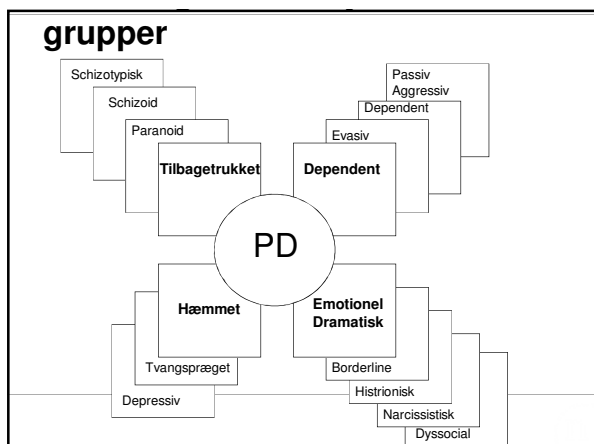 grupper
Schizotypisk
Schizoid
Paranoid
Tilbagetrukket
Passiv
Aggressiv
Dependent
Evasiv
Dependent
PD
Hæmmet
Tvangspræget
Depressiv
Emotionel
Dramatisk
Borderline
Histrionisk
Narcissistisk
Dyssocial